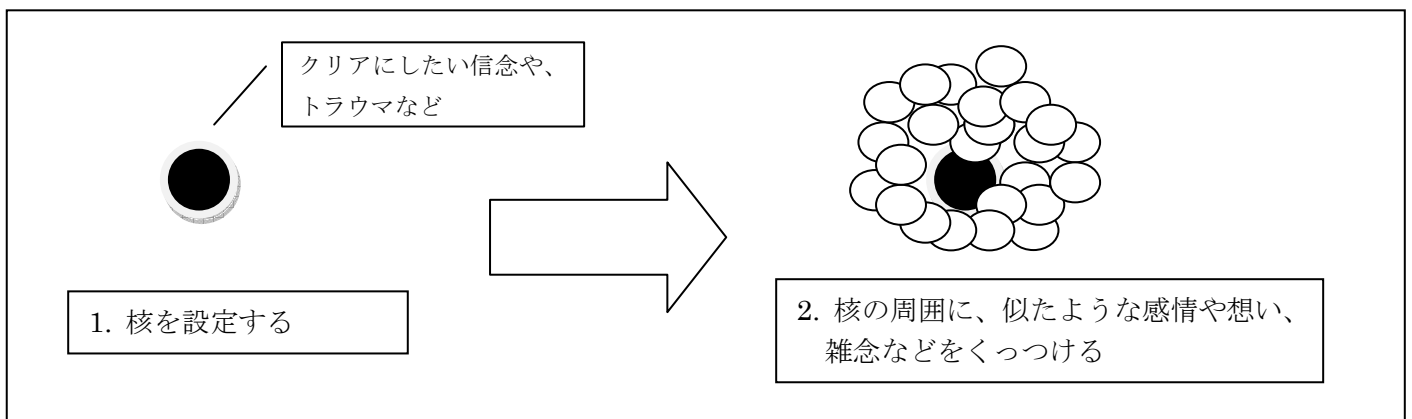 クリアにしたい信念や、
トラウマなど
1. 核を設定する
2. 核の周囲に、似たような感情や想い、
雑念などをくっつける